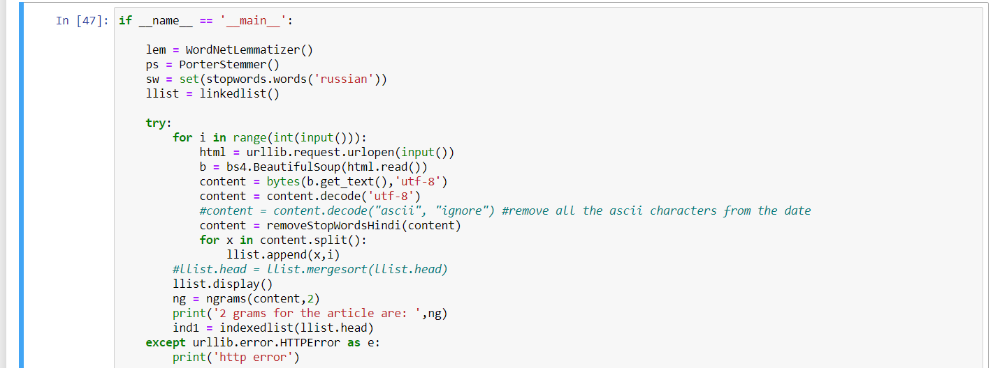 In [47]: if __name__ == '__main__':
lem = WordNetLemmatizer()
ps = PorterStemmer()
sw = set(stopwords.words('russian'))
llist = linkedlist()
try:
for i in range(int(input())):
html = urllib.request.urlopen(input())
b = bs4.BeautifulSoup(html.read())
content = bytes(b.get_text(),'utf-8')
content = content.decode('utf-8')
#content = content.decode("ascii", "ignore") #remove all the ascii characters from the date
content = removeStopWordsHindi(content)
for x in content.split():
llist.append(x,i)
#llist.head = llist.mergesort(llist.head)
llist.display()
ng = ngrams(content,2)
print('2 grams for the article are: ',ng)
ind1 = indexedlist(llist.head)
except urllib.error.HTTPError as e:
print('http error')